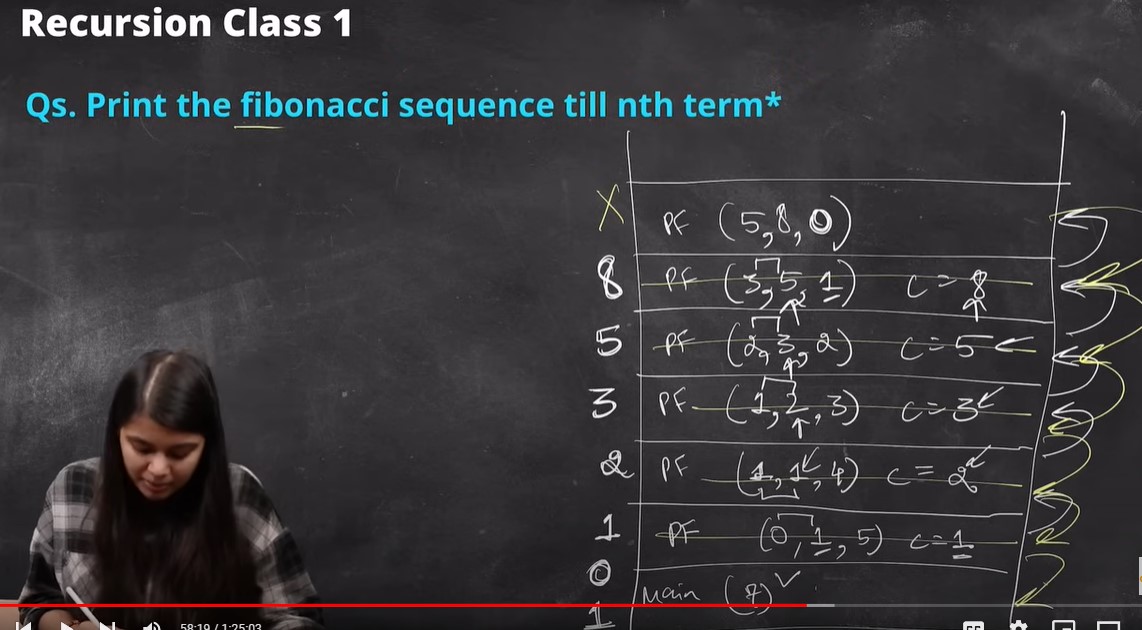 Recursion Class 1
Qs. Print the fibonacci sequence till nth term*
X PF (5,8,0)
8 PF (3,5,1) c=8
5 PF (2,3,2) c=5
3 PF (1,2,3) c=3
2 PF (1,1,4) c=2
1 PF (0,1,5) c=1
0
Main (7)
1
58:19 / 1:25:03
CC